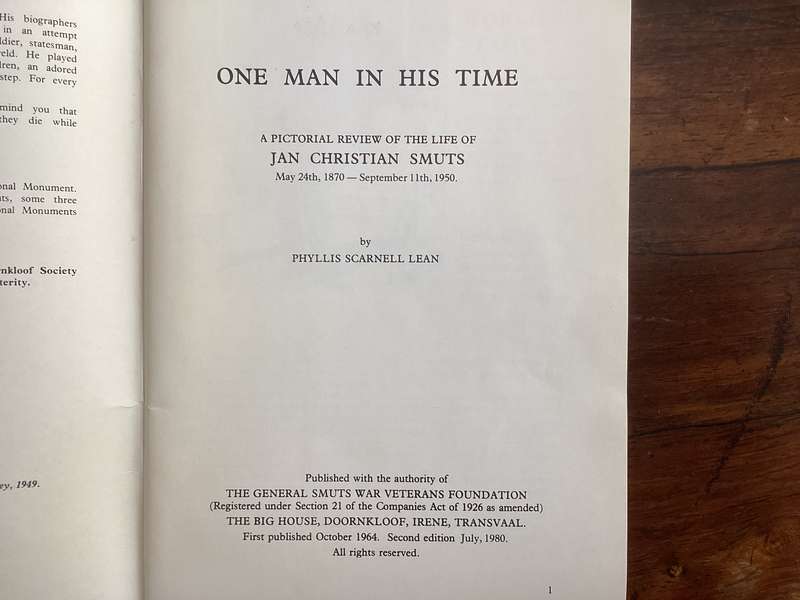 His biographers
in an attempt
statesman,
He played
an adored
step. For every
mind you that
they die while
Monument.
some three
Monuments
Society
1949.
ONE MAN IN HIS TIME
A PICTORIAL REVIEW OF THE LIFE OF
JAN CHRISTIAN SMUTS
May 24th, 1870 — September 11th, 1950.
by
PHYLLIS SCARNELL LEAN
Published with the authority of
THE GENERAL SMUTS WAR VETERANS FOUNDATION
(Registered under Section 21 of the Companies Act of 1926 as amended)
THE BIG HOUSE, DOORNKLOOF, IRENE, TRANSVAAL.
First published October 1964. Second edition July, 1980.
All rights reserved.
1